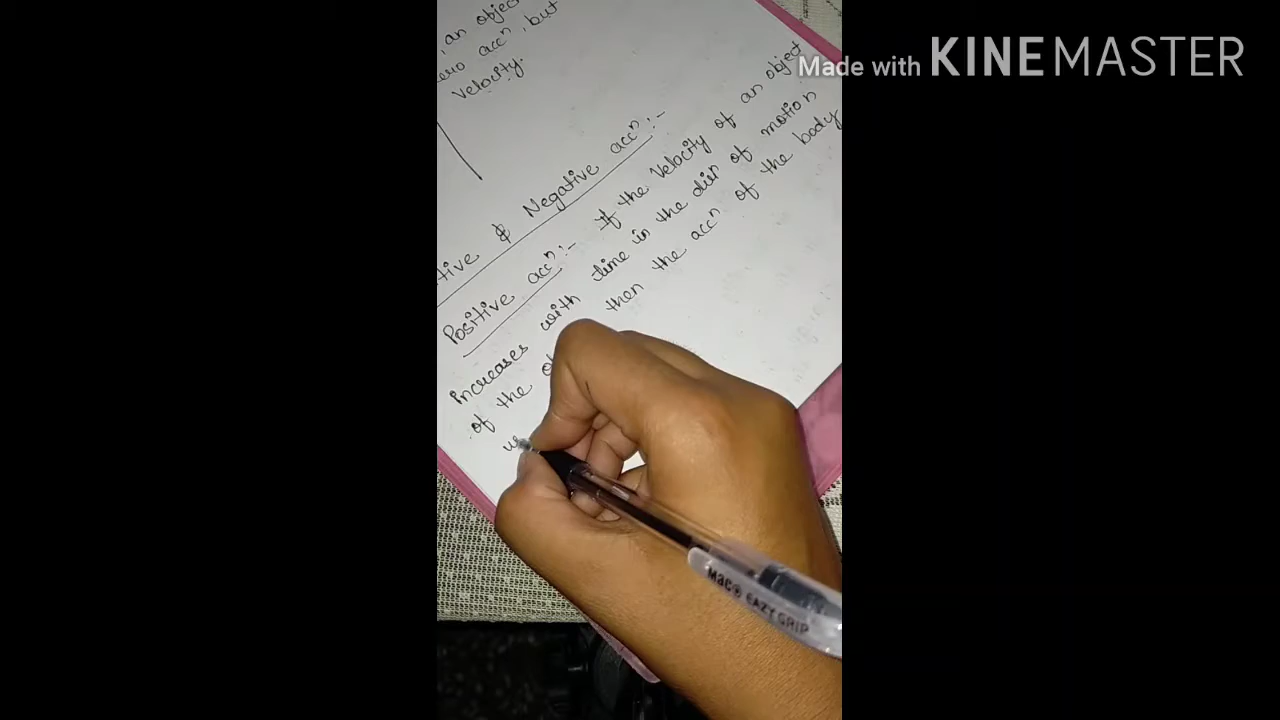 Made with KINEMASTER
, an object
zero accⁿ, but
velocity.
tive & Negative accⁿ :-
Positive accⁿ :- If the velocity of an object
increases with time in the dirⁿ of motion
of the then the accⁿ of the body
Mac® EAZY GRIP